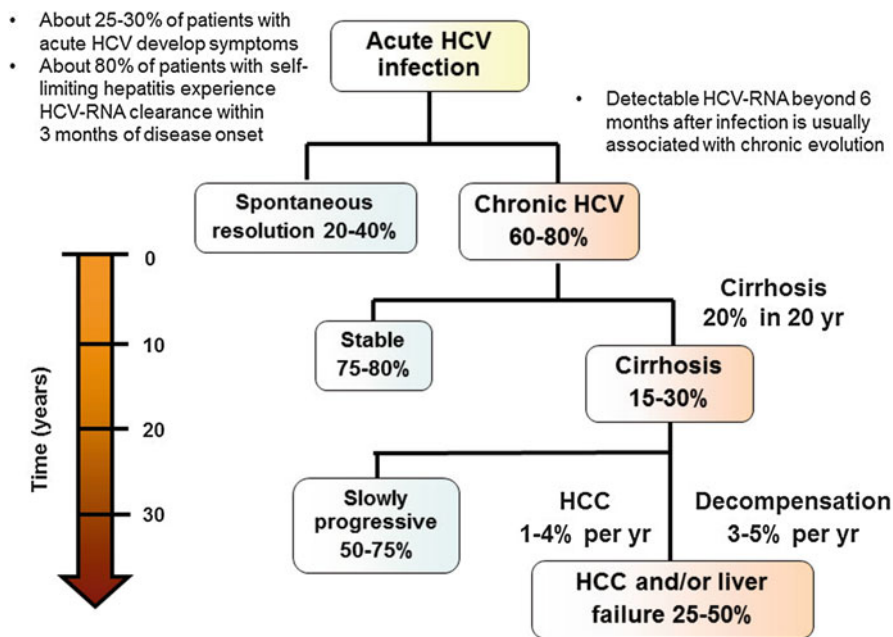 • About 25-30% of patients with
acute HCV develop symptoms
• About 80% of patients with self-
limiting hepatitis experience
HCV-RNA clearance within
3 months of disease onset
Acute HCV
infection
• Detectable HCV-RNA beyond 6
months after infection is usually
associated with chronic evolution
Spontaneous
resolution 20-40%
Chronic HCV
60-80%
Time (years)
0
10
20
30
Stable
75-80%
Cirrhosis
20% in 20 yr
Cirrhosis
15-30%
Slowly
progressive
50-75%
HCC
1-4% per yr
Decompensation
3-5% per yr
HCC and/or liver
failure 25-50%